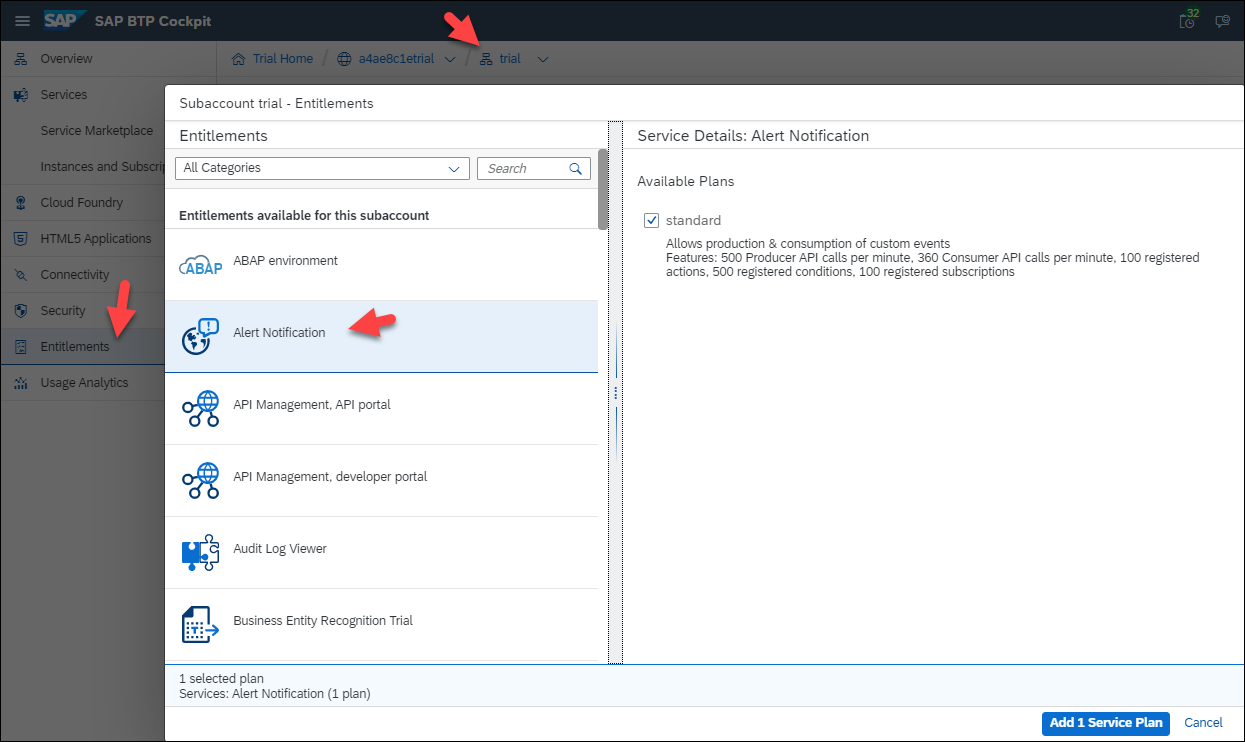 SAP SAP BTP Cockpit
32
Overview
Trial Home / a4ae8c1etrial / trial
Services
Service Marketplace
Instances and Subscrip
Cloud Foundry
HTML5 Applications
Connectivity
Security
Entitlements
Usage Analytics
Subaccount trial - Entitlements
Entitlements
All Categories
Search
Entitlements available for this subaccount
ABAP
ABAP environment
Alert Notification
API Management, API portal
API Management, developer portal
Audit Log Viewer
T
Business Entity Recognition Trial
Service Details: Alert Notification
Available Plans
standard
Allows production & consumption of custom events
Features: 500 Producer API calls per minute, 360 Consumer API calls per minute, 100 registered
actions, 500 registered conditions, 100 registered subscriptions
1 selected plan
Services: Alert Notification (1 plan)
Add 1 Service Plan
Cancel